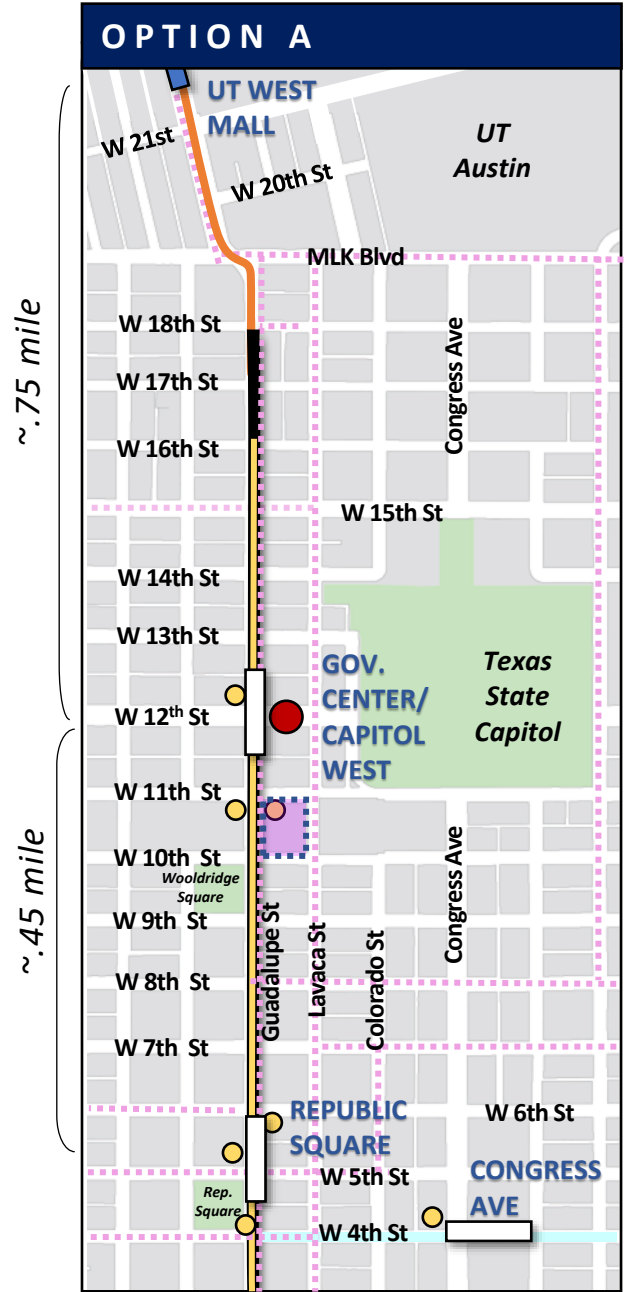 OPTION A
UT WEST
MALL
W 21st
UT
Austin
W 20th St
MLK Blvd
~.75 mile
W 18th St
W 17th St
Congress Ave
W 16th St
W 15th St
W 14th St
W 13th St
GOV.
CENTER/
CAPITOL
WEST
Texas
State
Capitol
W 12th St
W 11th St
~.45 mile
W 10th St
Wooldridge
Square
Congress Ave
W 9th St
Guadalupe St
Lavaca St
Colorado St
W 8th St
W 7th St
REPUBLIC
SQUARE
W 6th St
W 5th St
CONGRESS
AVE
Rep.
Square
W 4th St